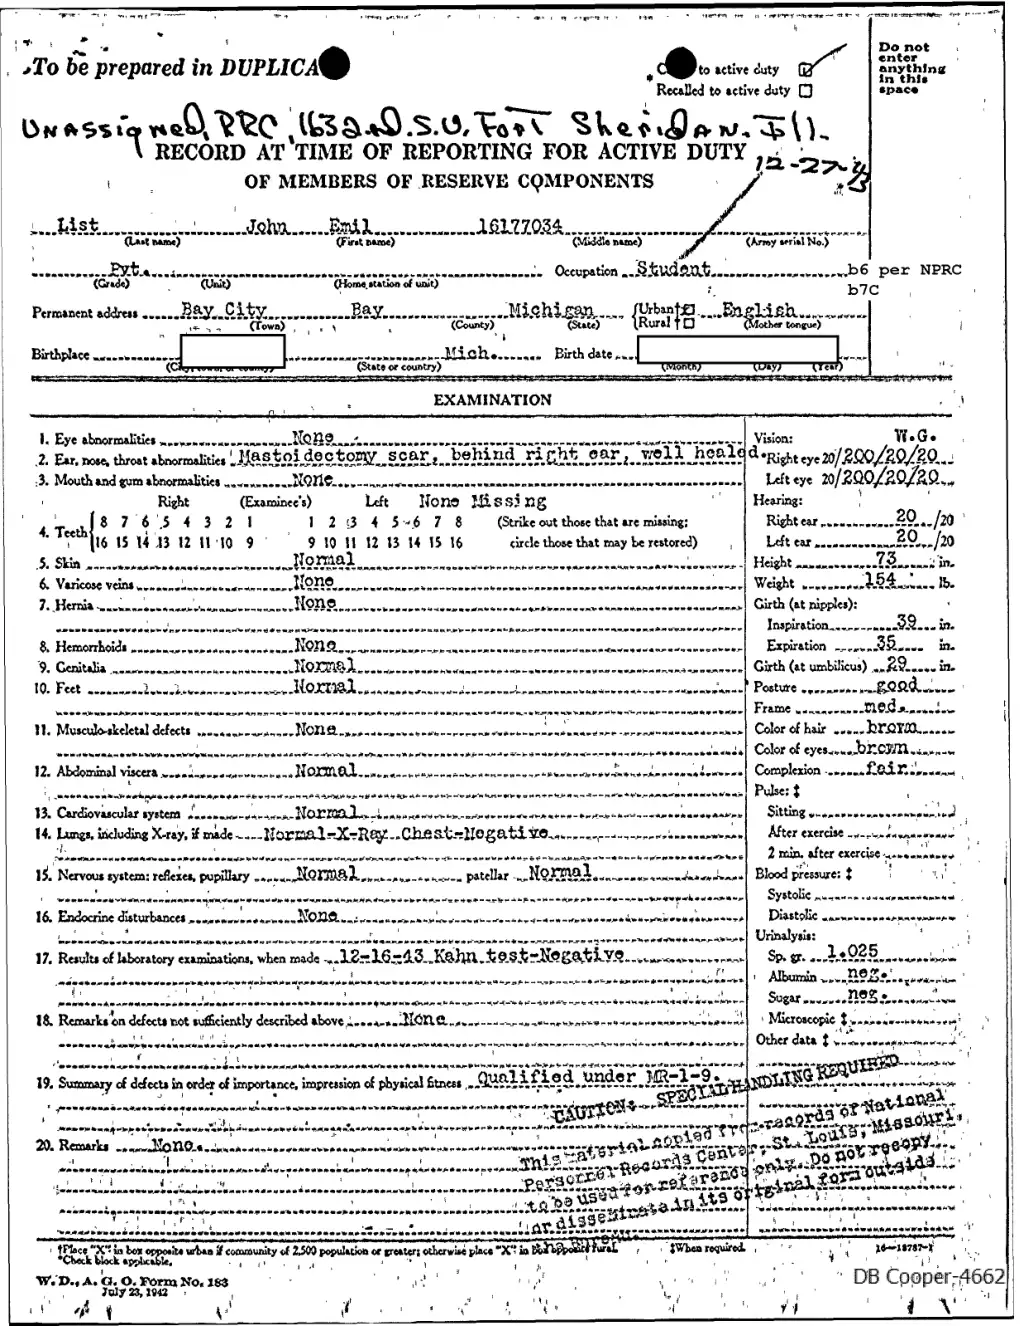 To be prepared in DUPLICA
to active duty ☑
Recalled to active duty ☐
Do not
enter
anything
in this
space
Unassigned, RRC, 1632nd. S.U. Fort Sheridan. Ill.
RECORD AT TIME OF REPORTING FOR ACTIVE DUTY
12-27-43
OF MEMBERS OF RESERVE COMPONENTS
List John Emil 16177034
(Last name) (First name) (Middle name) (Army serial No.)
Pvt. Occupation Student
(Grade) (Unit) (Home station of unit)
b6 per NPRC
b7C
Permanent address Bay City Bay Michigan {Urban† ☒ English
(Town) (County) (State) {Rural † ☐ (Mother tongue)
Birthplace Mich. Birth date
(State or country) (Month) (Day) (Year)
EXAMINATION
1. Eye abnormalities None
2. Ear, nose, throat abnormalities Mastoidectomy scar, behind right ear, well healed.
3. Mouth and gum abnormalities None
Right (Examinee's) Left None Missing
4. Teeth { 8 7 6 5 4 3 2 1 1 2 3 4 5 6 7 8 (Strike out those that are missing;
16 15 14 13 12 11 10 9 9 10 11 12 13 14 15 16 circle those that may be restored)
5. Skin Normal
6. Varicose veins None
7. Hernia None
8. Hemorrhoids None
9. Genitalia Normal
10. Feet Normal
11. Musculo-skeletal defects None
12. Abdominal viscera Normal
13. Cardiovascular system Normal
14. Lungs, including X-ray, if made Normal-X-Ray Chest-Negative
15. Nervous system: reflexes, pupillary Normal patellar Normal
16. Endocrine disturbances None
17. Results of laboratory examinations, when made 12-16-43 Kahn test-Negative
18. Remarks on defects not sufficiently described above None
19. Summary of defects in order of importance, impression of physical fitness Qualified under MR-1-9.
20. Remarks None.
Vision: W.G.
Right eye 20/200/20/20
Left eye 20/200/20/20
Hearing:
Right ear 20/20
Left ear 20/20
Height 73 in.
Weight 154 lb.
Girth (at nipples):
Inspiration 39 in.
Expiration 35 in.
Girth (at umbilicus) 29 in.
Posture good
Frame med.
Color of hair brown
Color of eyes brown
Complexion fair
Pulse: ‡
Sitting
After exercise
2 min. after exercise
Blood pressure: ‡
Systolic
Diastolic
Urinalysis:
Sp. gr. 1.025
Albumin neg.
Sugar neg.
Microscopic ‡
Other data ‡
CAUTION: SPECIAL HANDLING REQUIRED
This material copied from records of National
Personnel Records Center, St. Louis, Missouri,
to be used for reference only. Do not recopy
or disseminate in its original form outside
the Bureau.
†Place "X" in box opposite urban if community of 2,500 population or greater; otherwise place "X" in box opposite rural. ‡When required. 16—18787-1
*Check block applicable.
W. D., A. G. O. Form No. 183
July 23, 1942
DB Cooper-4662